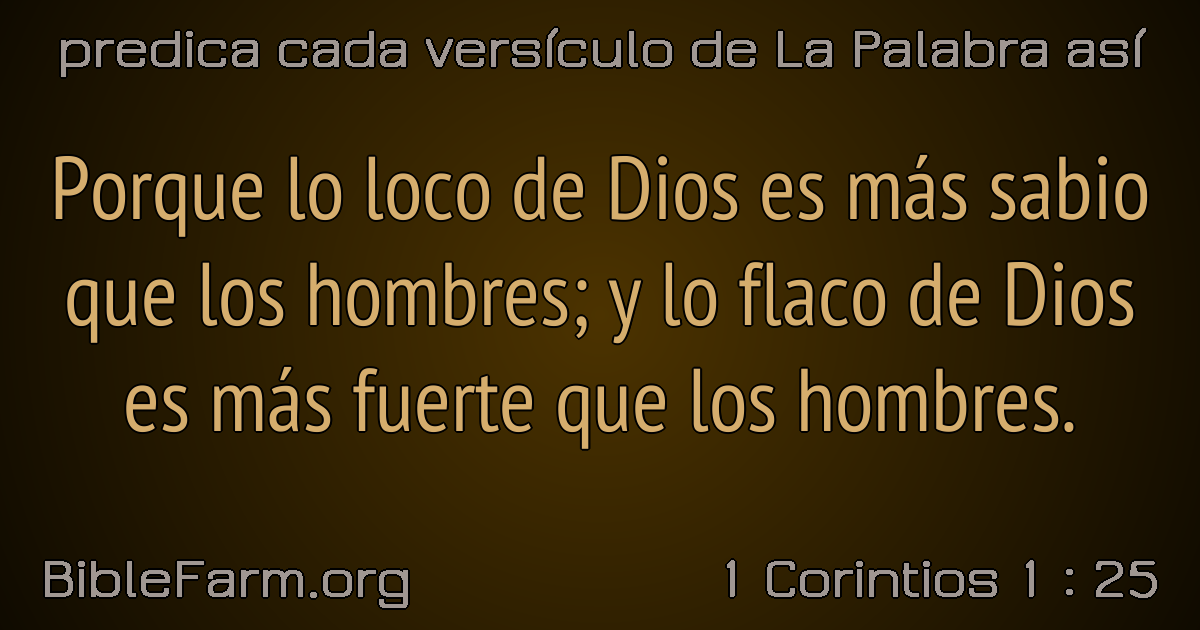 predica cada versículo de La Palabra así
Porque lo loco de Dios es más sabio
que los hombres; y lo flaco de Dios
es más fuerte que los hombres.
BibleFarm.org
1 Corintios 1 : 25